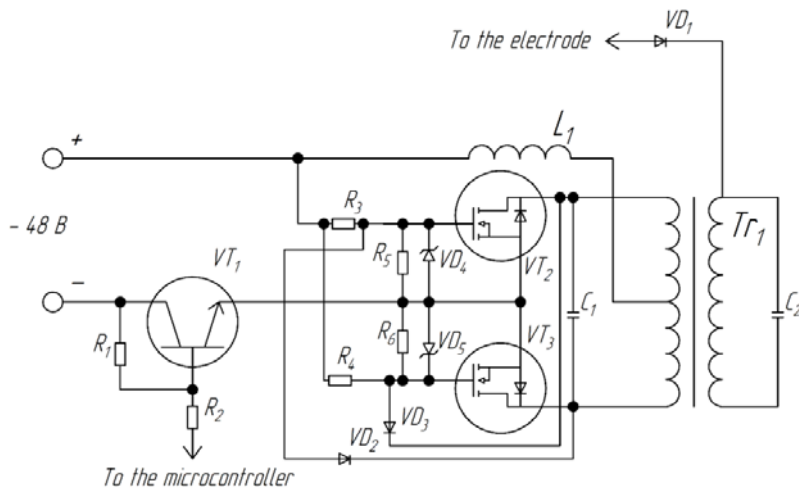 VD₁
To the electrode
+
L₁
R₃
- 48 В
VT₁
R₅
VD₄
VT₂
Tr₁
−
C₁
C₂
R₁
R₆
VD₅
VT₃
R₄
R₂
VD₃
VD₂
To the microcontroller